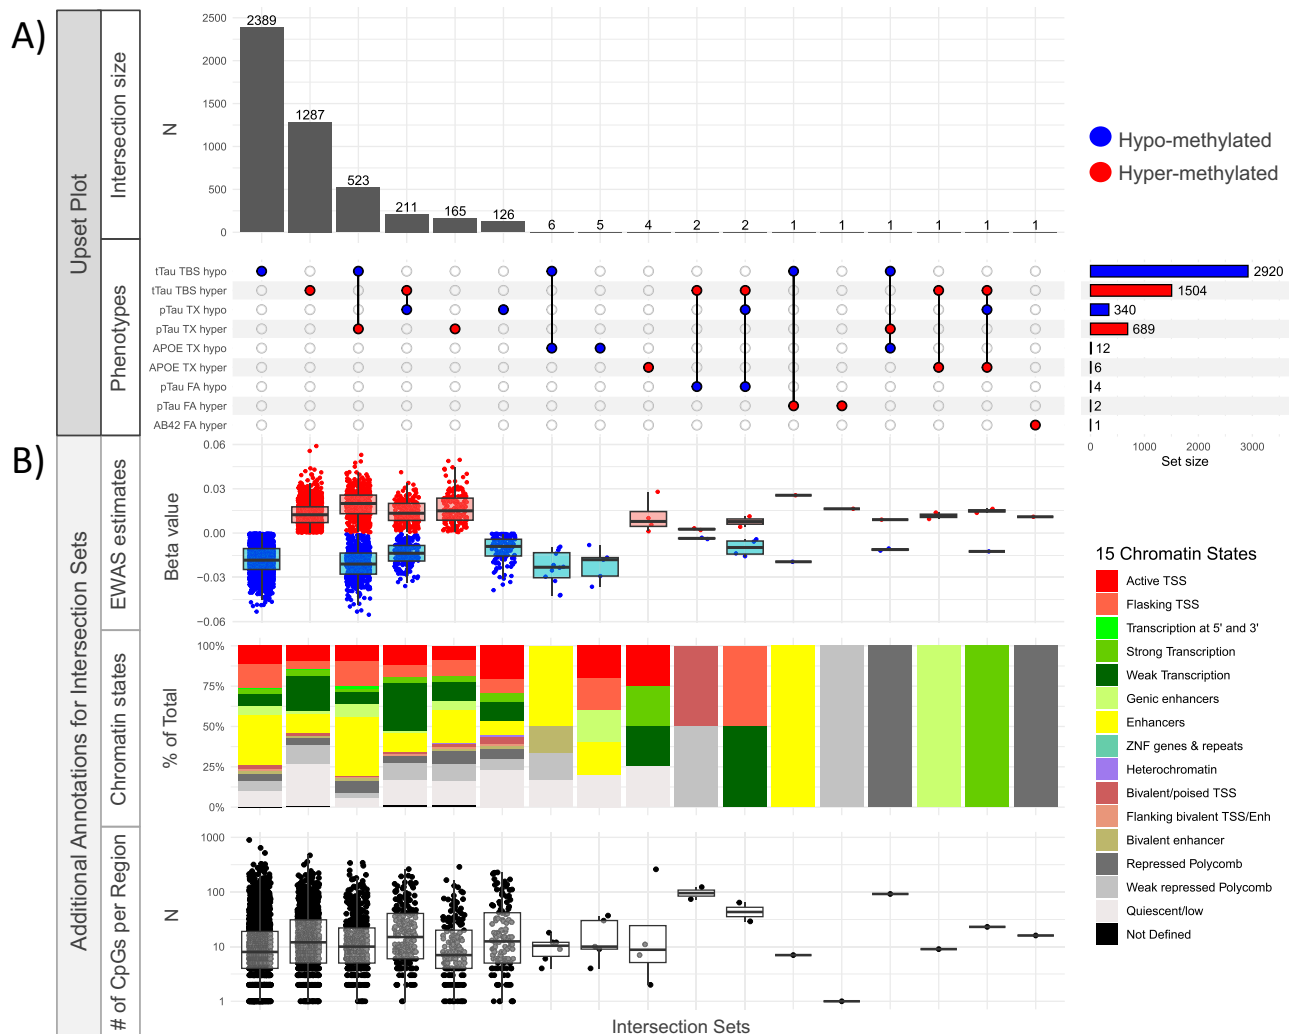 A)
Upset Plot
Intersection size
N
2500
2000
1500
1000
500
0
2389
1287
523
211
165
126
6
5
4
2
2
1
1
1
1
1
1
Hypo-methylated
Hyper-methylated
Phenotypes
tTau TBS hypo
tTau TBS hyper
pTau TX hypo
pTau TX hyper
APOE TX hypo
APOE TX hyper
pTau FA hypo
pTau FA hyper
AB42 FA hyper
2920
1504
340
689
12
6
4
2
1
0
1000
2000
3000
Set size
B)
Additional Annotations for Intersection Sets
EWAS estimates
Beta value
0.06
0.03
0.00
−0.03
−0.06
Chromatin states
% of Total
100%
75%
50%
25%
0%
15 Chromatin States
Active TSS
Flasking TSS
Transcription at 5' and 3'
Strong Transcription
Weak Transcription
Genic enhancers
Enhancers
ZNF genes & repeats
Heterochromatin
Bivalent/poised TSS
Flanking bivalent TSS/Enh
Bivalent enhancer
Repressed Polycomb
Weak repressed Polycomb
Quiescent/low
Not Defined
# of CpGs per Region
N
1000
100
10
1
Intersection Sets